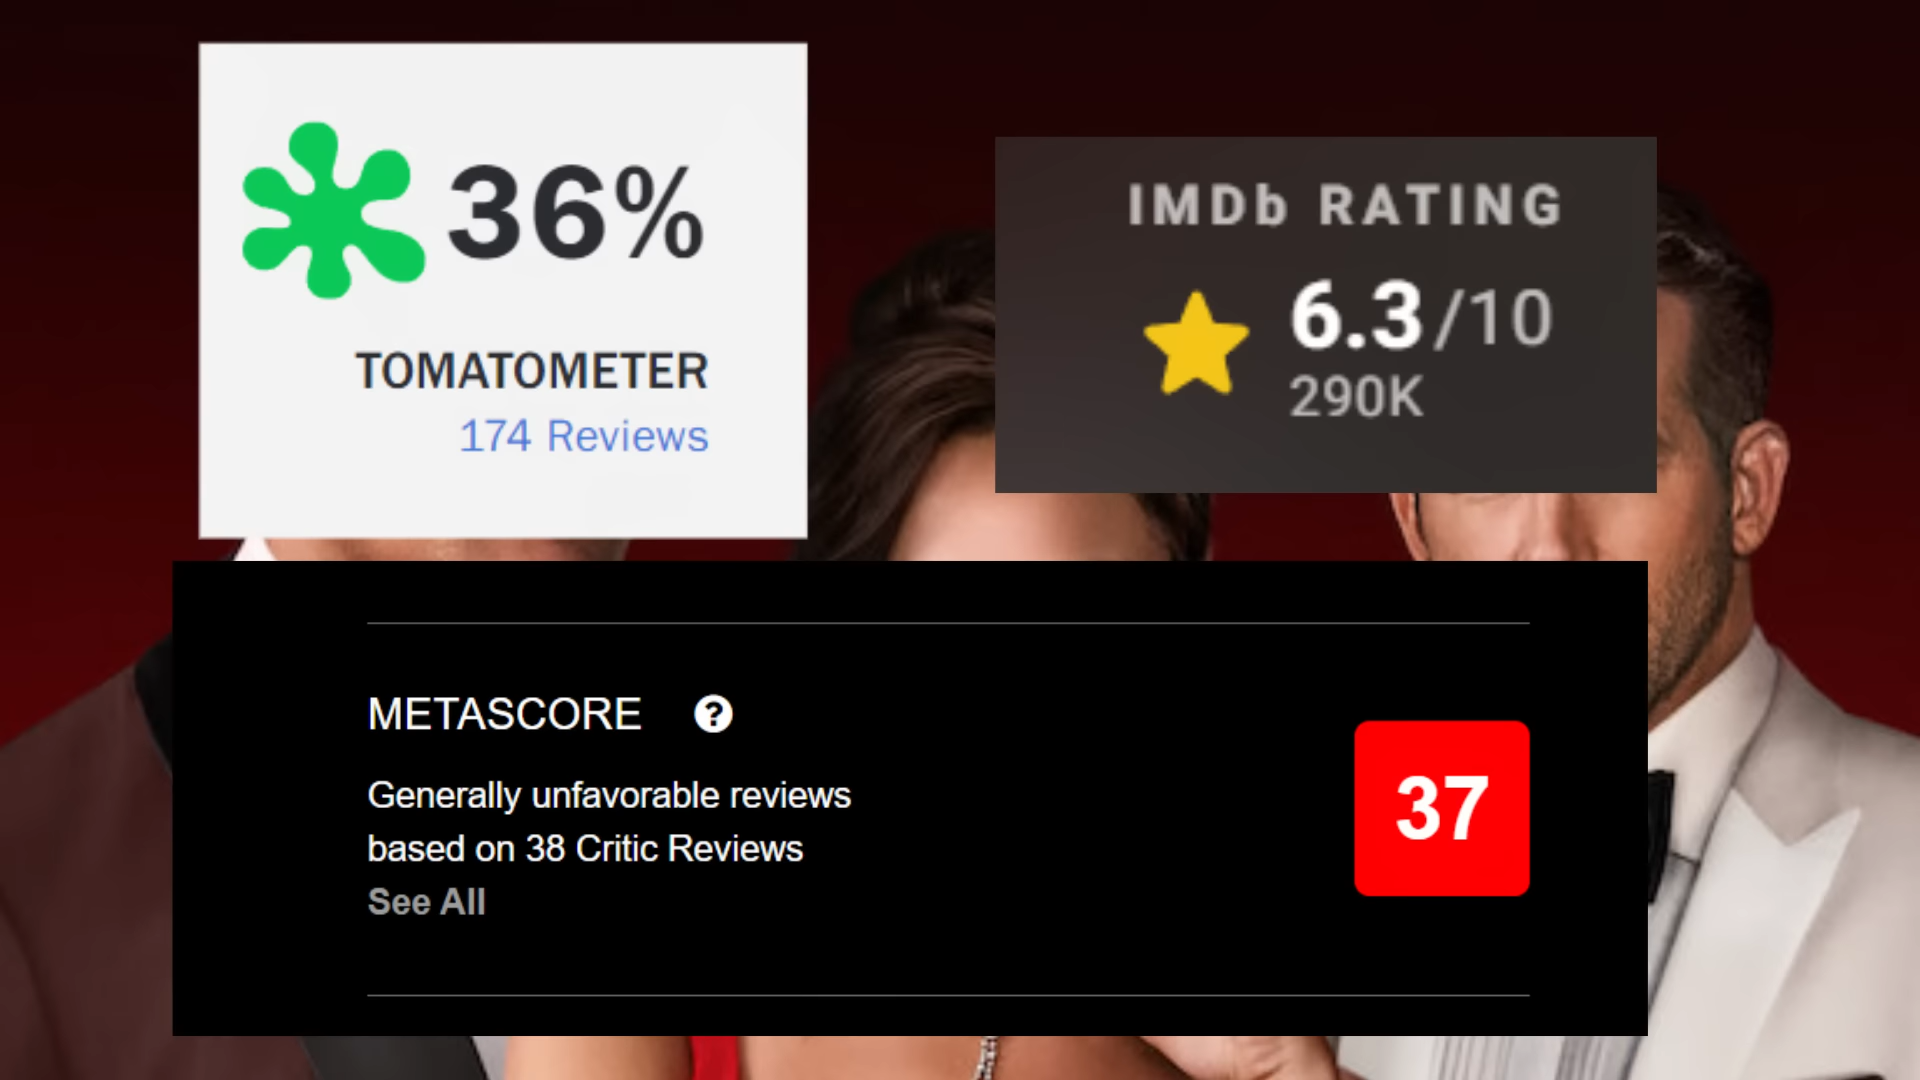 36%
TOMATOMETER
174 Reviews
IMDb RATING
6.3/10
290K
METASCORE ?
Generally unfavorable reviews
based on 38 Critic Reviews
See All
37